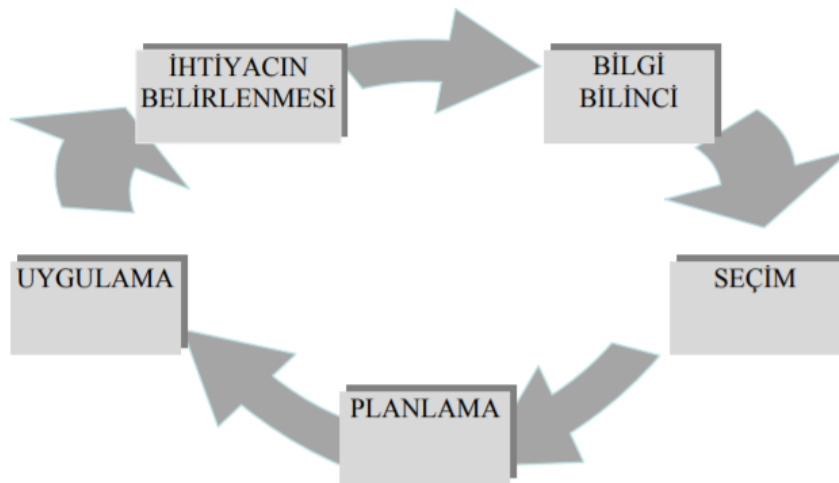 İHTİYACIN
BELİRLENMESİ
BİLGİ
BİLİNCİ
SEÇİM
PLANLAMA
UYGULAMA